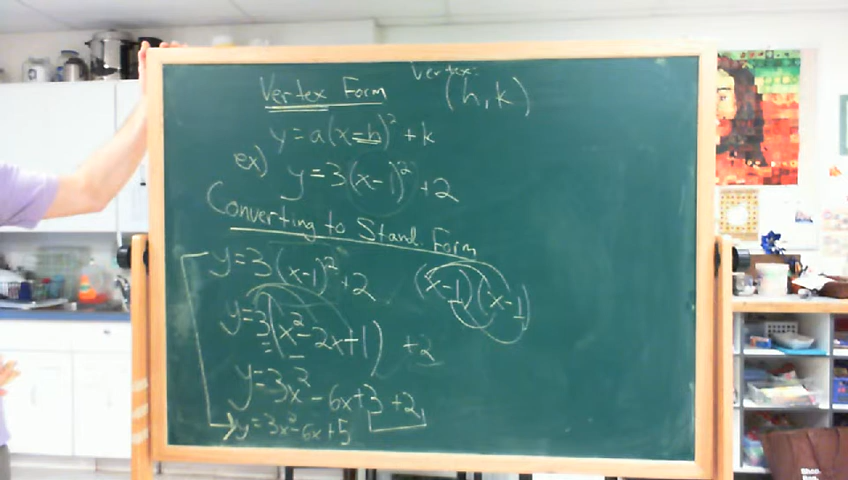 Vertex Form
Vertex:
(h, k)
y = a(x-h)² + k
ex) y = 3(x-1)² + 2
Converting to Stand. Form
y = 3(x-1)² + 2
(x-1)(x-1)
y = 3(x² - 2x + 1) + 2
y = 3x² - 6x + 3 + 2
y = 3x² - 6x + 5